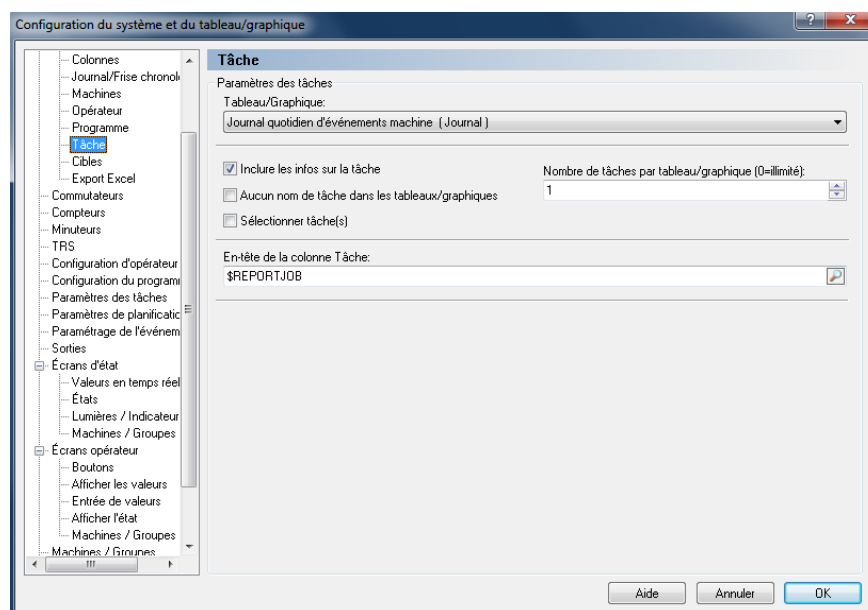 Configuration du système et du tableau/graphique
Colonnes
Journal/Frise chronol
Machines
Opérateur
Programme
Tâche
Cibles
Export Excel
Commutateurs
Compteurs
Minuteurs
TRS
Configuration d'opérateur
Configuration du program
Paramètres des tâches
Paramètres de planificatic
Paramétrage de l'événem
Sorties
Écrans d'état
Valeurs en temps réel
États
Lumières / Indicateur
Machines / Groupes
Écrans opérateur
Boutons
Afficher les valeurs
Entrée de valeurs
Afficher l'état
Machines / Groupes
Machines / Groupes
Tâche
Paramètres des tâches
Tableau/Graphique:
Journal quotidien d'événements machine ( Journal )
Inclure les infos sur la tâche
Nombre de tâches par tableau/graphique (0=illimité):
1
Aucun nom de tâche dans les tableaux/graphiques
Sélectionner tâche(s)
En-tête de la colonne Tâche:
$REPORTJOB
Aide
Annuler
OK